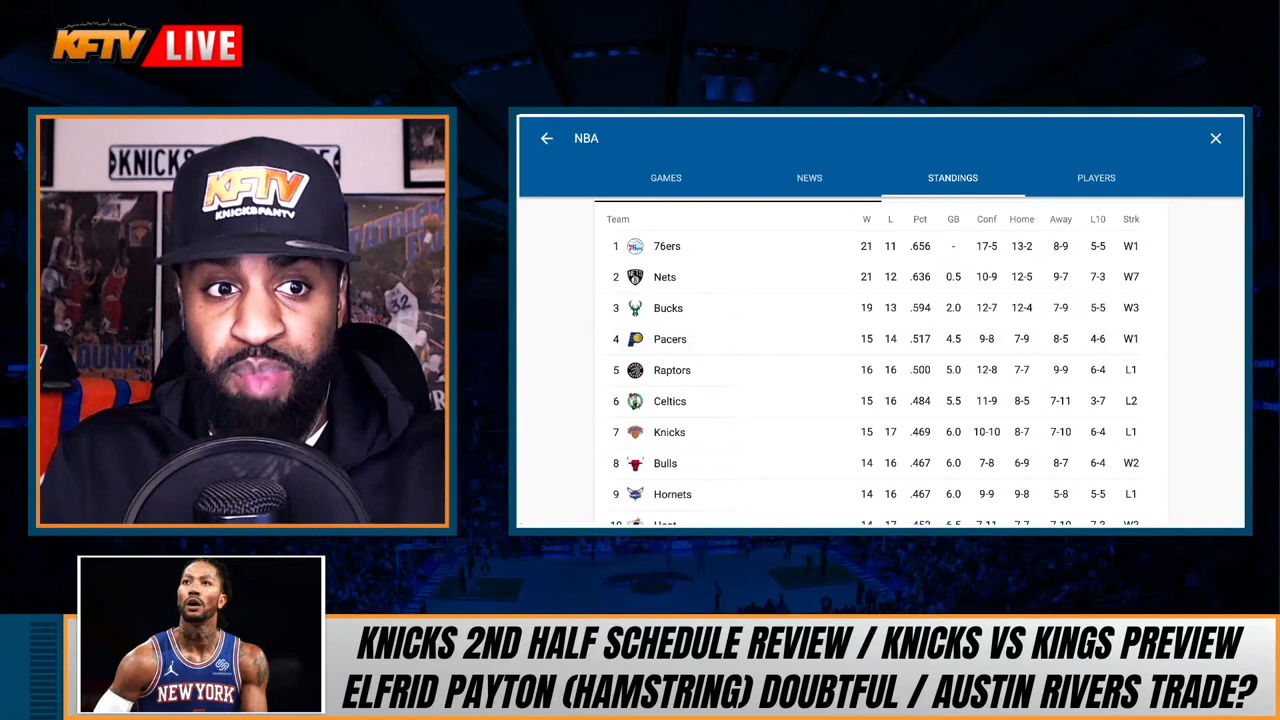 KFTV LIVE
KNICKS
KFTV
KNICKSFANTV
PATRICK
32
DUNK
NBA
GAMES NEWS STANDINGS PLAYERS
Team W L Pct GB Conf Home Away L10 Strk
1 76ers 21 11 .656 - 17-5 13-2 8-9 5-5 W1
2 Nets 21 12 .636 0.5 10-9 12-5 9-7 7-3 W7
3 Bucks 19 13 .594 2.0 12-7 12-4 7-9 5-5 W3
4 Pacers 15 14 .517 4.5 9-8 7-9 8-5 4-6 W1
5 Raptors 16 16 .500 5.0 12-8 7-7 9-9 6-4 L1
6 Celtics 15 16 .484 5.5 11-9 8-5 7-11 3-7 L2
7 Knicks 15 17 .469 6.0 10-10 8-7 7-10 6-4 L1
8 Bulls 14 16 .467 6.0 7-8 6-9 8-7 6-4 W2
9 Hornets 14 16 .467 6.0 9-9 9-8 5-8 5-5 L1
NEW YORK
KNICKS 2ND HALF SCHEDULE REVIEW / KNICKS VS KINGS PREVIEW
ELFRID PAYTON (HAMSTRING) DOUBTFUL / AUSTIN RIVERS TRADE?